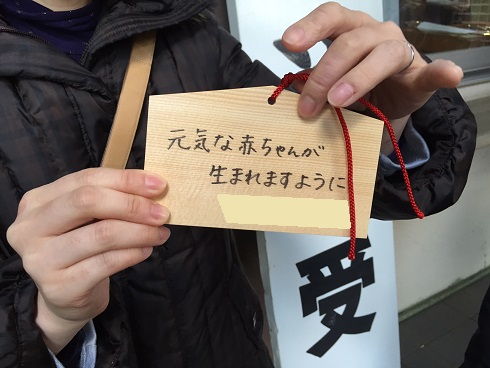 元気な赤ちゃんが
生まれますように
受